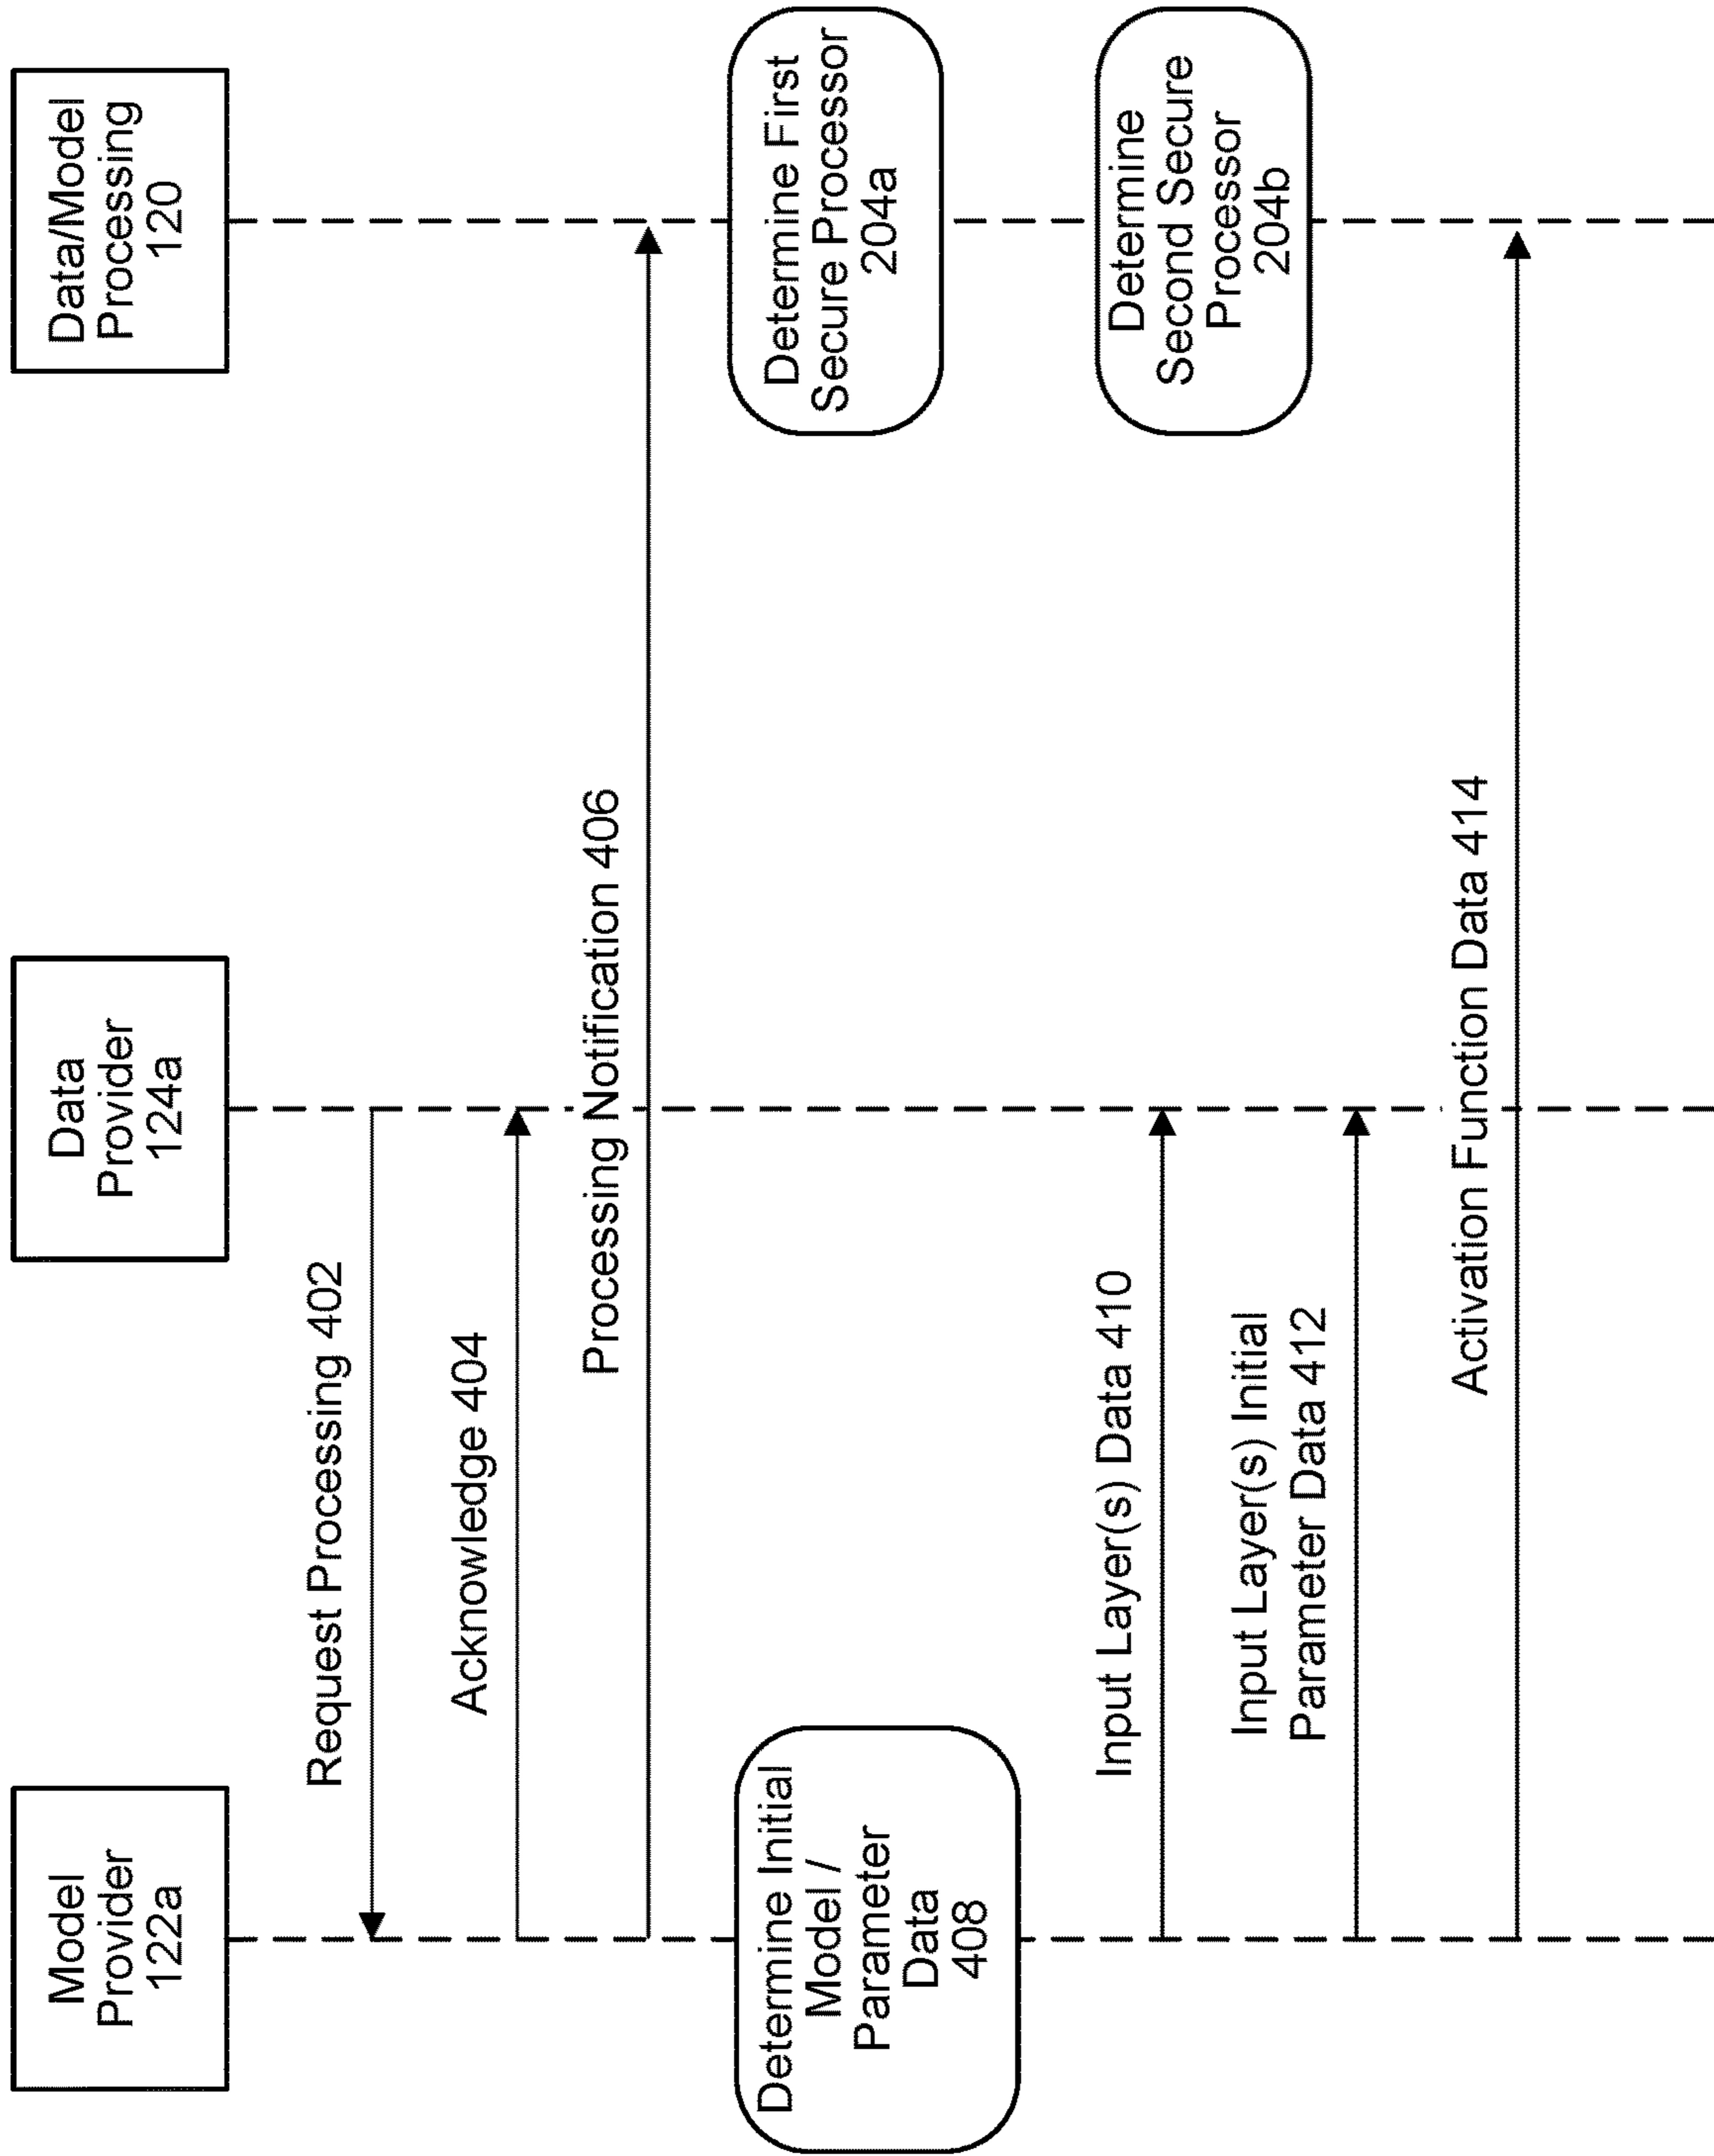 Model
Provider
122a
Data
Provider
124a
Data/Model
Processing
120
Request Processing 402
Acknowledge 404
Processing Notification 406
Determine Initial
Model /
Parameter
Data
408
Determine First
Secure Processor
204a
Determine
Second Secure
Processor
204b
Input Layer(s) Data 410
Input Layer(s) Initial
Parameter Data 412
Activation Function Data 414